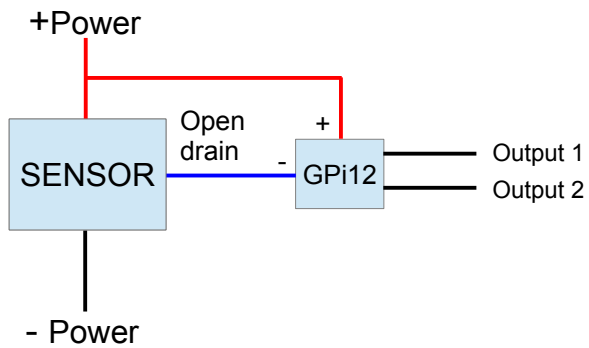 +Power
Open
drain
+
-
SENSOR
GPi12
Output 1
Output 2
- Power